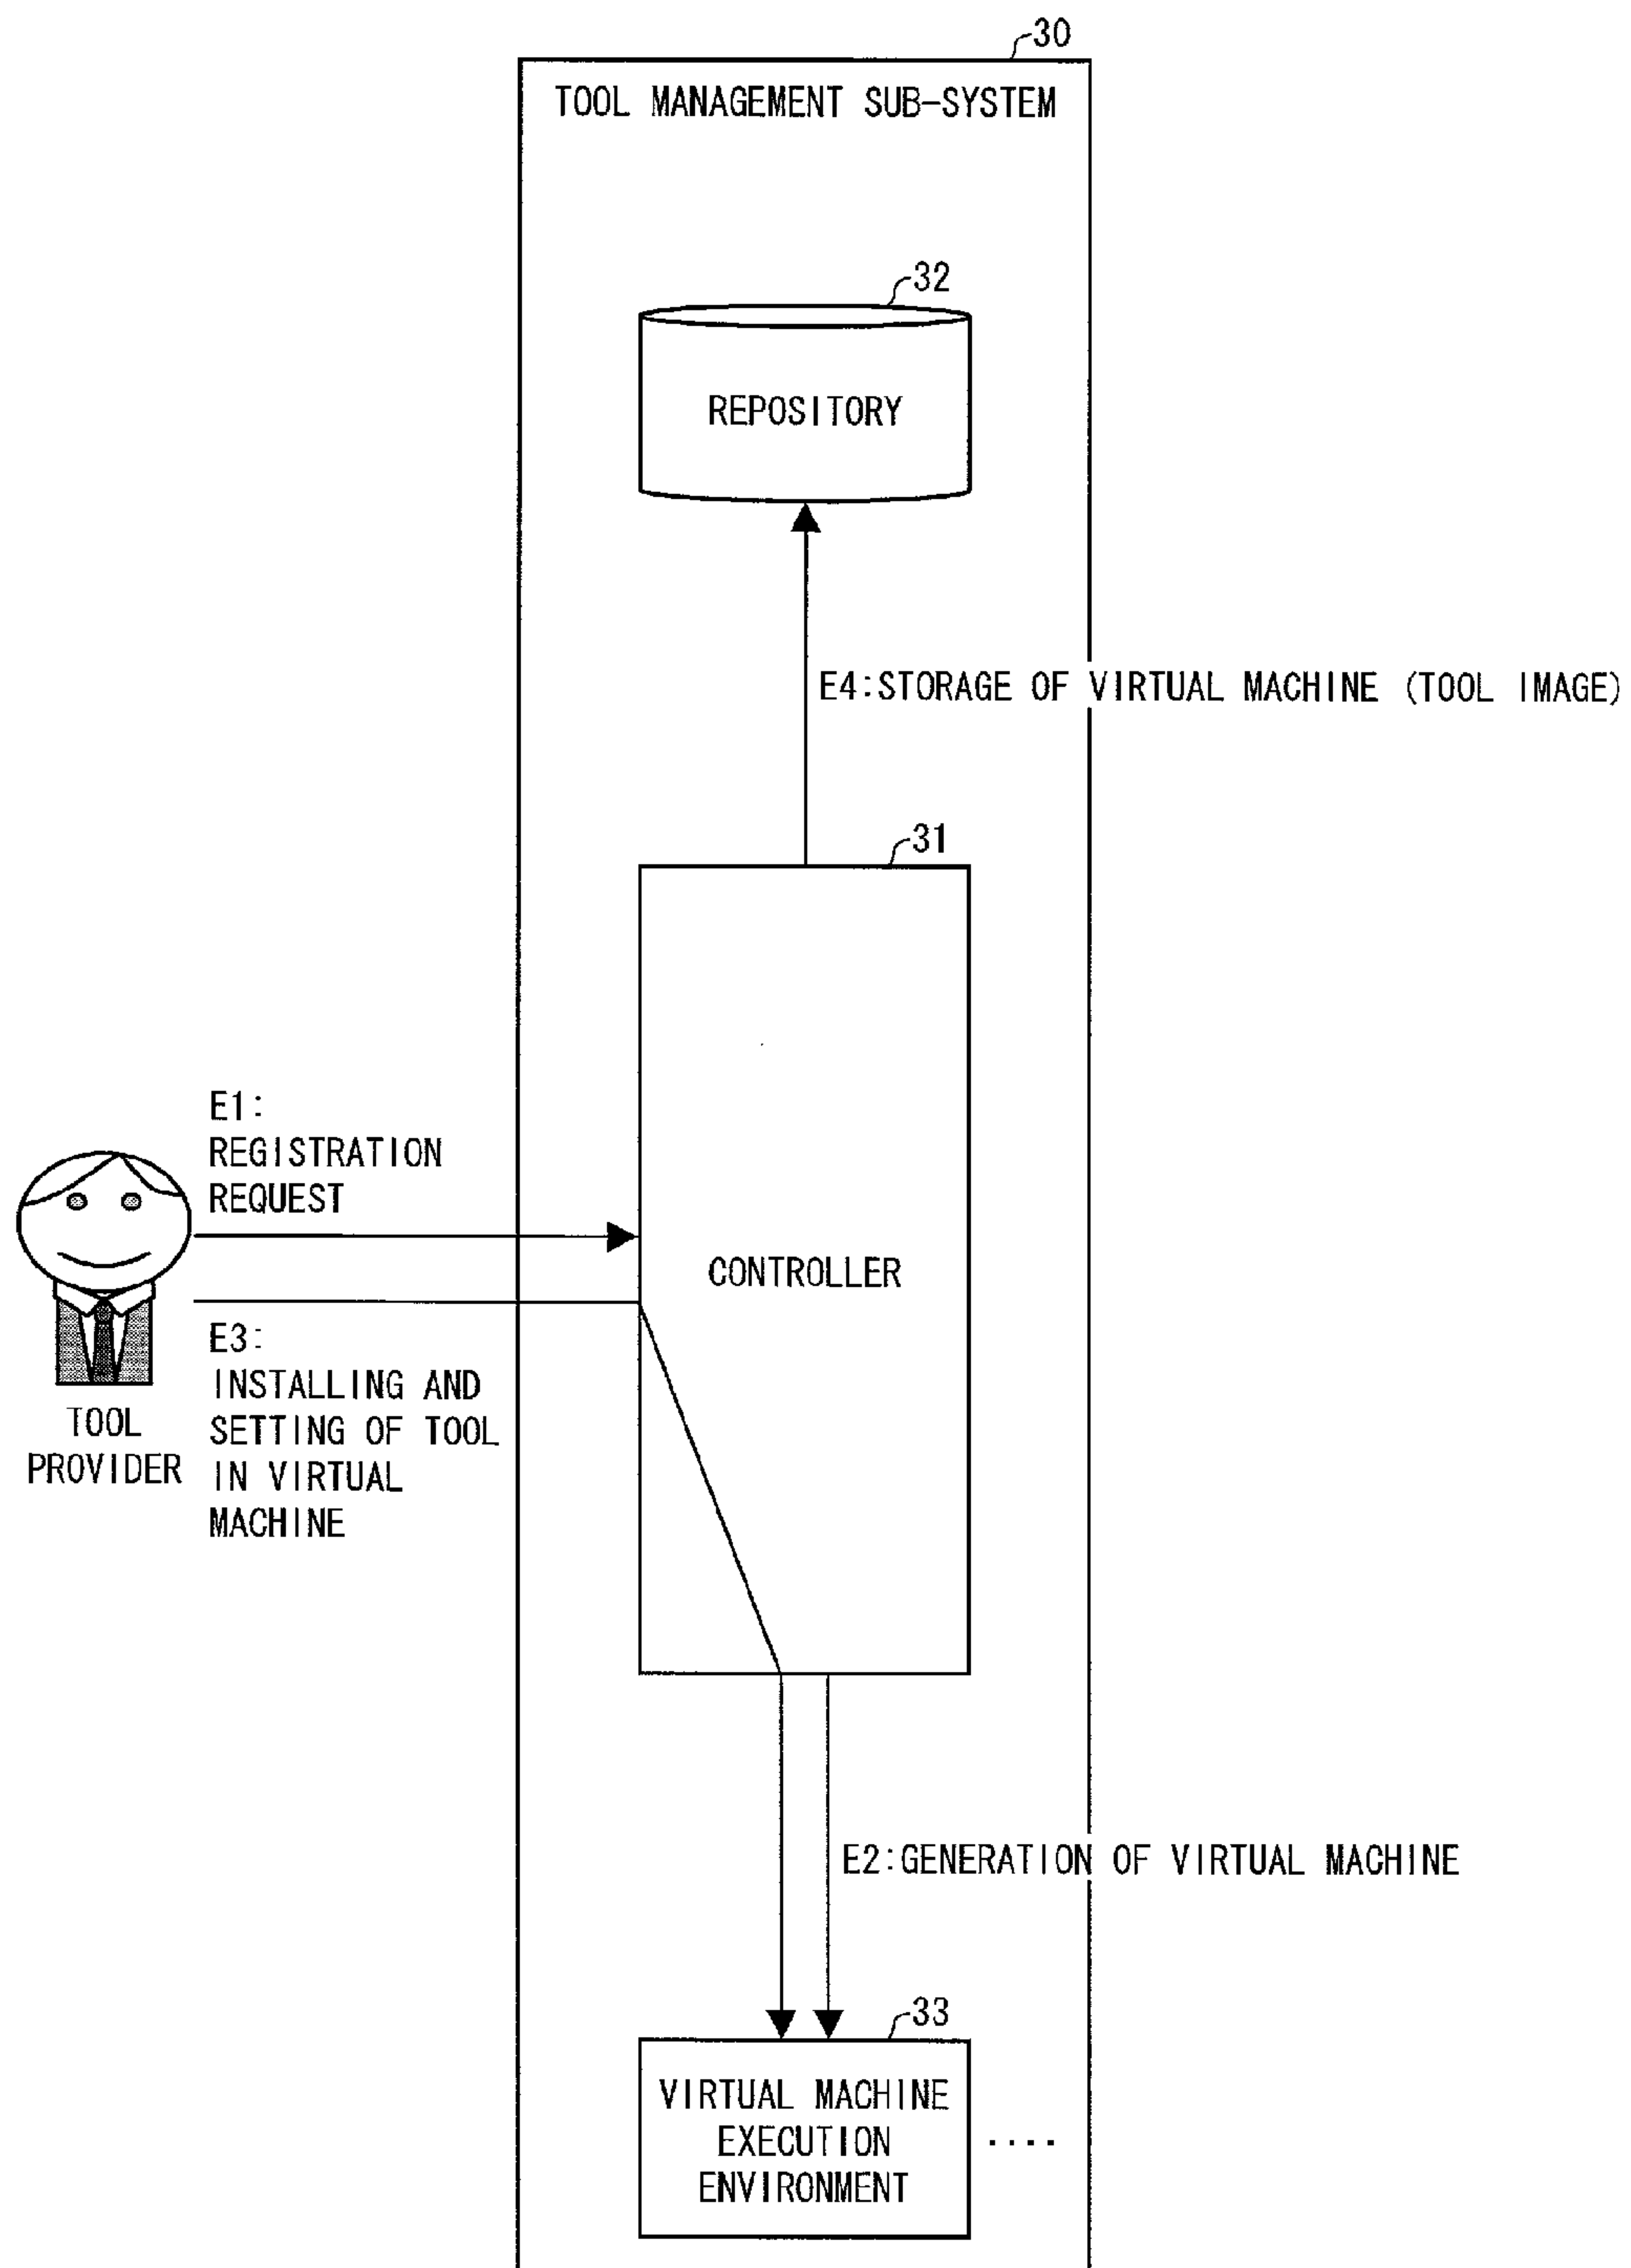 30
TOOL MANAGEMENT SUB-SYSTEM
32
REPOSITORY
E4:STORAGE OF VIRTUAL MACHINE (TOOL IMAGE)
31
E1:
REGISTRATION
REQUEST
CONTROLLER
E3:
INSTALLING AND
SETTING OF TOOL
IN VIRTUAL
MACHINE
TOOL
PROVIDER
E2:GENERATION OF VIRTUAL MACHINE
33
VIRTUAL MACHINE
EXECUTION
ENVIRONMENT
....